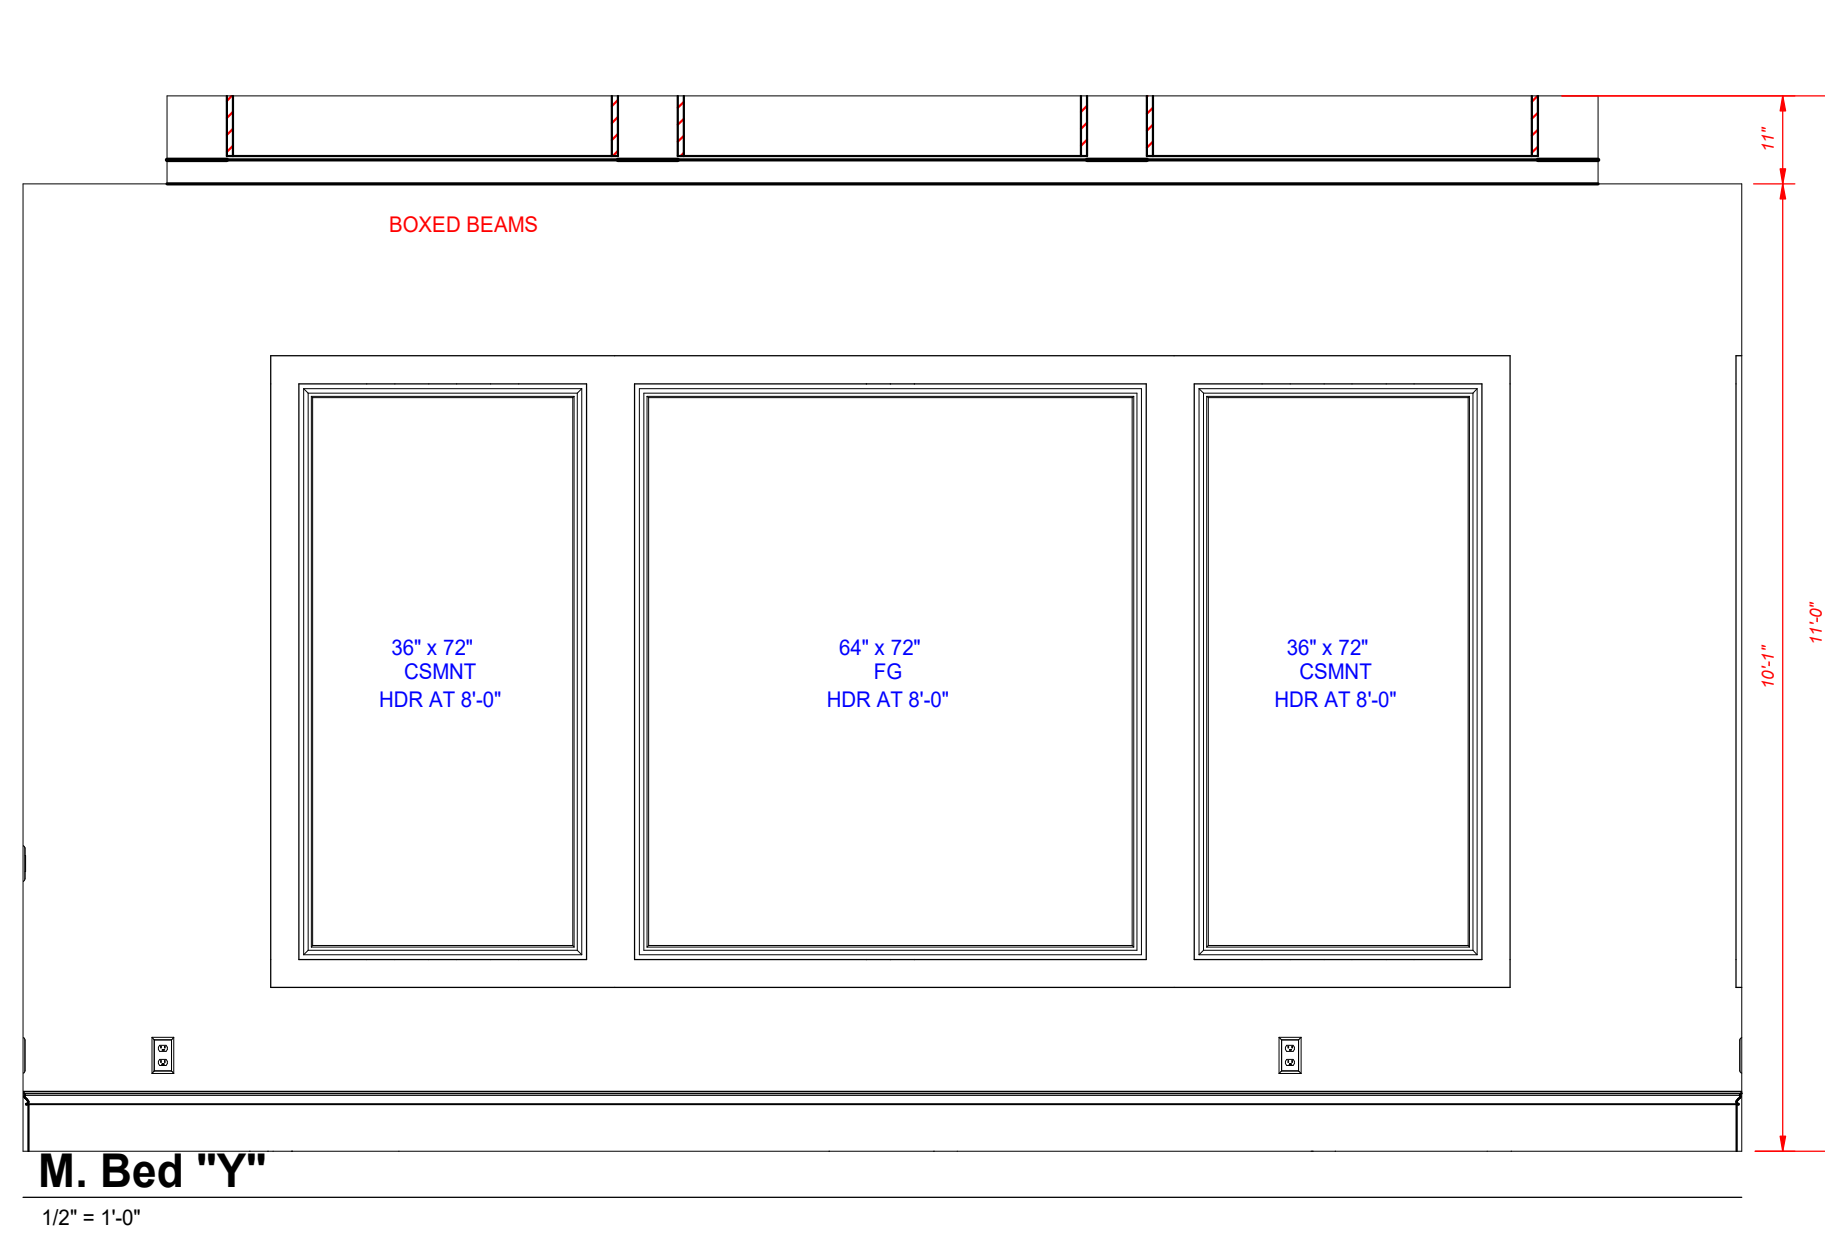 11"
BOXED BEAMS
36" x 72"
CSMNT
HDR AT 8'-0"
64" x 72"
FG
HDR AT 8'-0"
36" x 72"
CSMNT
HDR AT 8'-0"
10'-1"
11'-0"
M. Bed "Y"
1/2" = 1'-0"